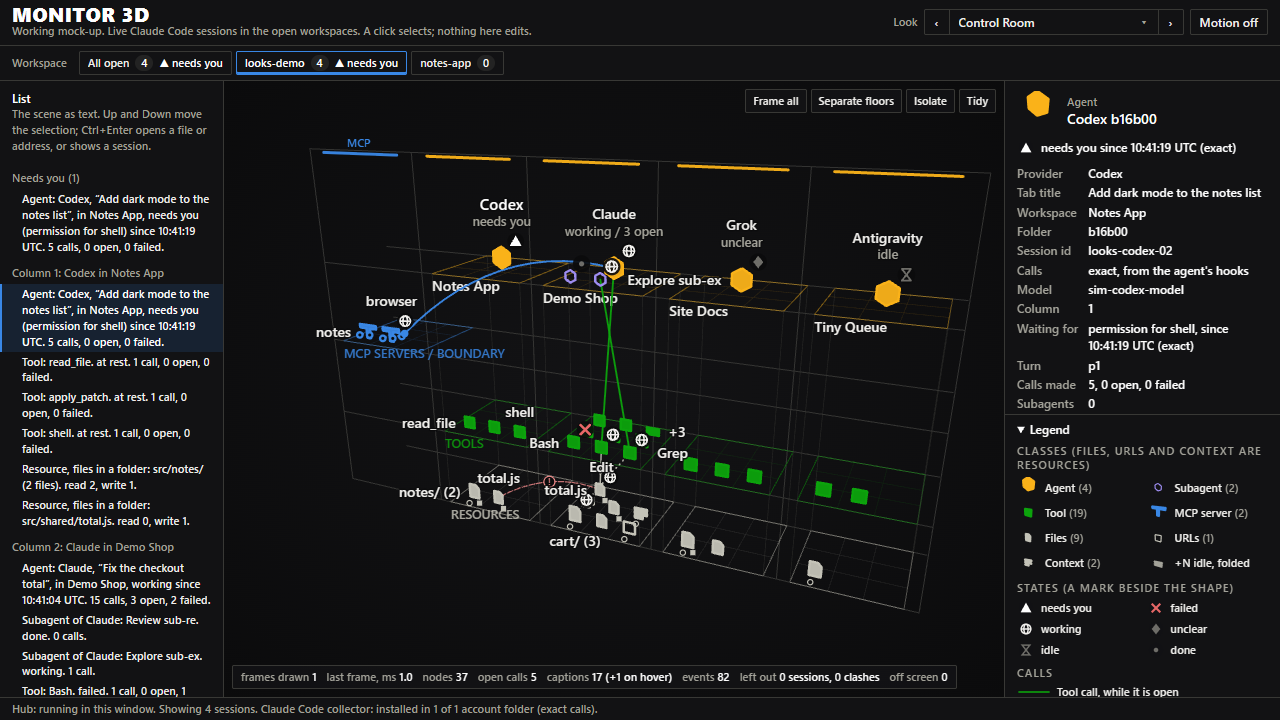 MONITOR 3D
Working mock-up. Live Claude Code sessions in the open workspaces. A click selects; nothing here edits.
Look
‹
Control Room
›
Motion off
Workspace
All open 4 ▲ needs you
looks-demo 4 ▲ needs you
notes-app 0
List
The scene as text. Up and Down move
the selection; Ctrl+Enter opens a file or
address, or shows a session.
Needs you (1)
Agent: Codex, “Add dark mode to the
notes list”, in Notes App, needs you
(permission for shell) since 10:41:19
UTC. 5 calls, 0 open, 0 failed.
Column 1: Codex in Notes App
Agent: Codex, “Add dark mode to the
notes list”, in Notes App, needs you
(permission for shell) since 10:41:19
UTC. 5 calls, 0 open, 0 failed.
Tool: read_file. at rest. 1 call, 0 open, 0
failed.
Tool: apply_patch. at rest. 1 call, 0
open, 0 failed.
Tool: shell. at rest. 1 call, 0 open, 0
failed.
Resource, files in a folder: src/notes/
(2 files). read 2, write 1.
Resource, files in a folder:
src/shared/total.js. read 0, write 1.
Column 2: Claude in Demo Shop
Agent: Claude, “Fix the checkout
total”, in Demo Shop, working since
10:41:04 UTC. 15 calls, 3 open, 2 failed.
Subagent of Claude: Review sub-re.
done. 0 calls.
Subagent of Claude: Explore sub-ex.
working. 1 call.
Tool: Bash. failed. 1 call, 0 open, 1
Frame all
Separate floors
Isolate
Tidy
MCP
Codex
needs you
Claude
working / 3 open
Grok
unclear
Antigravity
idle
Notes App
Demo Shop
Explore sub-ex
Site Docs
Tiny Queue
browser
notes
MCP SERVERS / BOUNDARY
read_file
shell
TOOLS
Bash
+3
Grep
Edit
total.js
total.js
notes/ (2)
RESOURCES
cart/ (3)
frames drawn 1 last frame, ms 1.0 nodes 37 open calls 5 captions 17 (+1 on hover) events 82 left out 0 sessions, 0 clashes off screen 0
Agent
Codex b16b00
needs you since 10:41:19 UTC (exact)
Provider Codex
Tab title Add dark mode to the notes list
Workspace Notes App
Folder b16b00
Session id looks-codex-02
Calls exact, from the agent's hooks
Model sim-codex-model
Column 1
Waiting for permission for shell, since
10:41:19 UTC (exact)
Turn p1
Calls made 5, 0 open, 0 failed
Subagents 0
▼ Legend
CLASSES (FILES, URLS AND CONTEXT ARE
RESOURCES)
Agent (4) Subagent (2)
Tool (19) MCP server (2)
Files (9) URLs (1)
Context (2) +N idle, folded
STATES (A MARK BESIDE THE SHAPE)
needs you failed
working unclear
idle done
CALLS
Tool call, while it is open
Hub: running in this window. Showing 4 sessions. Claude Code collector: installed in 1 of 1 account folder (exact calls).